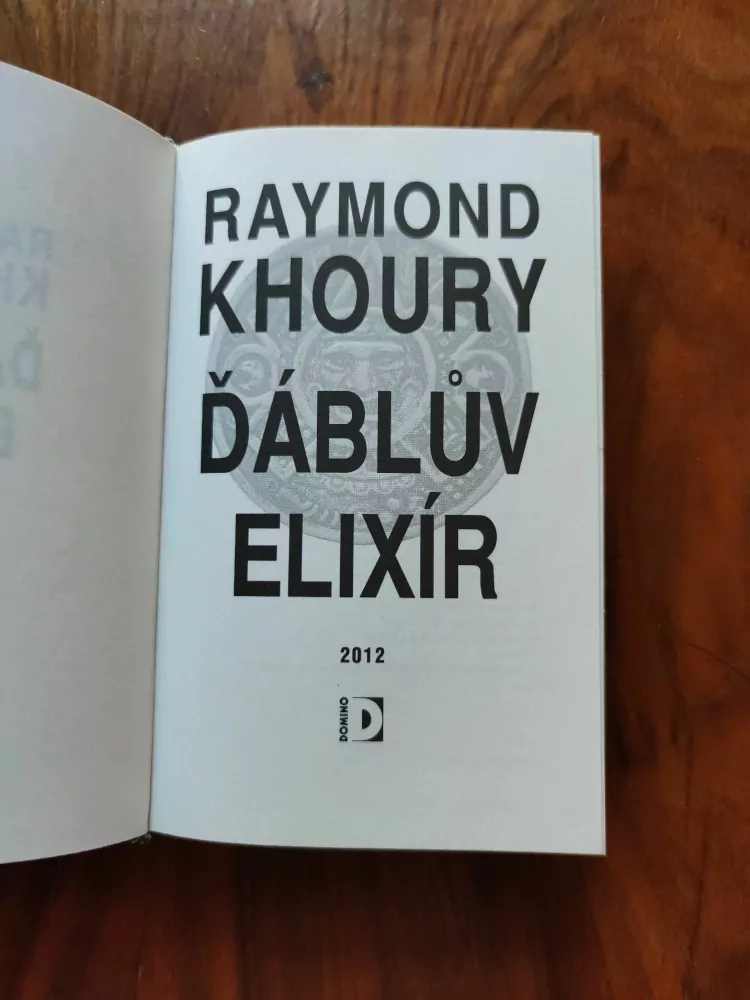 RAYMOND
KHOURY
ĎÁBLŮV
ELIXÍR
2012
DOMINO
D